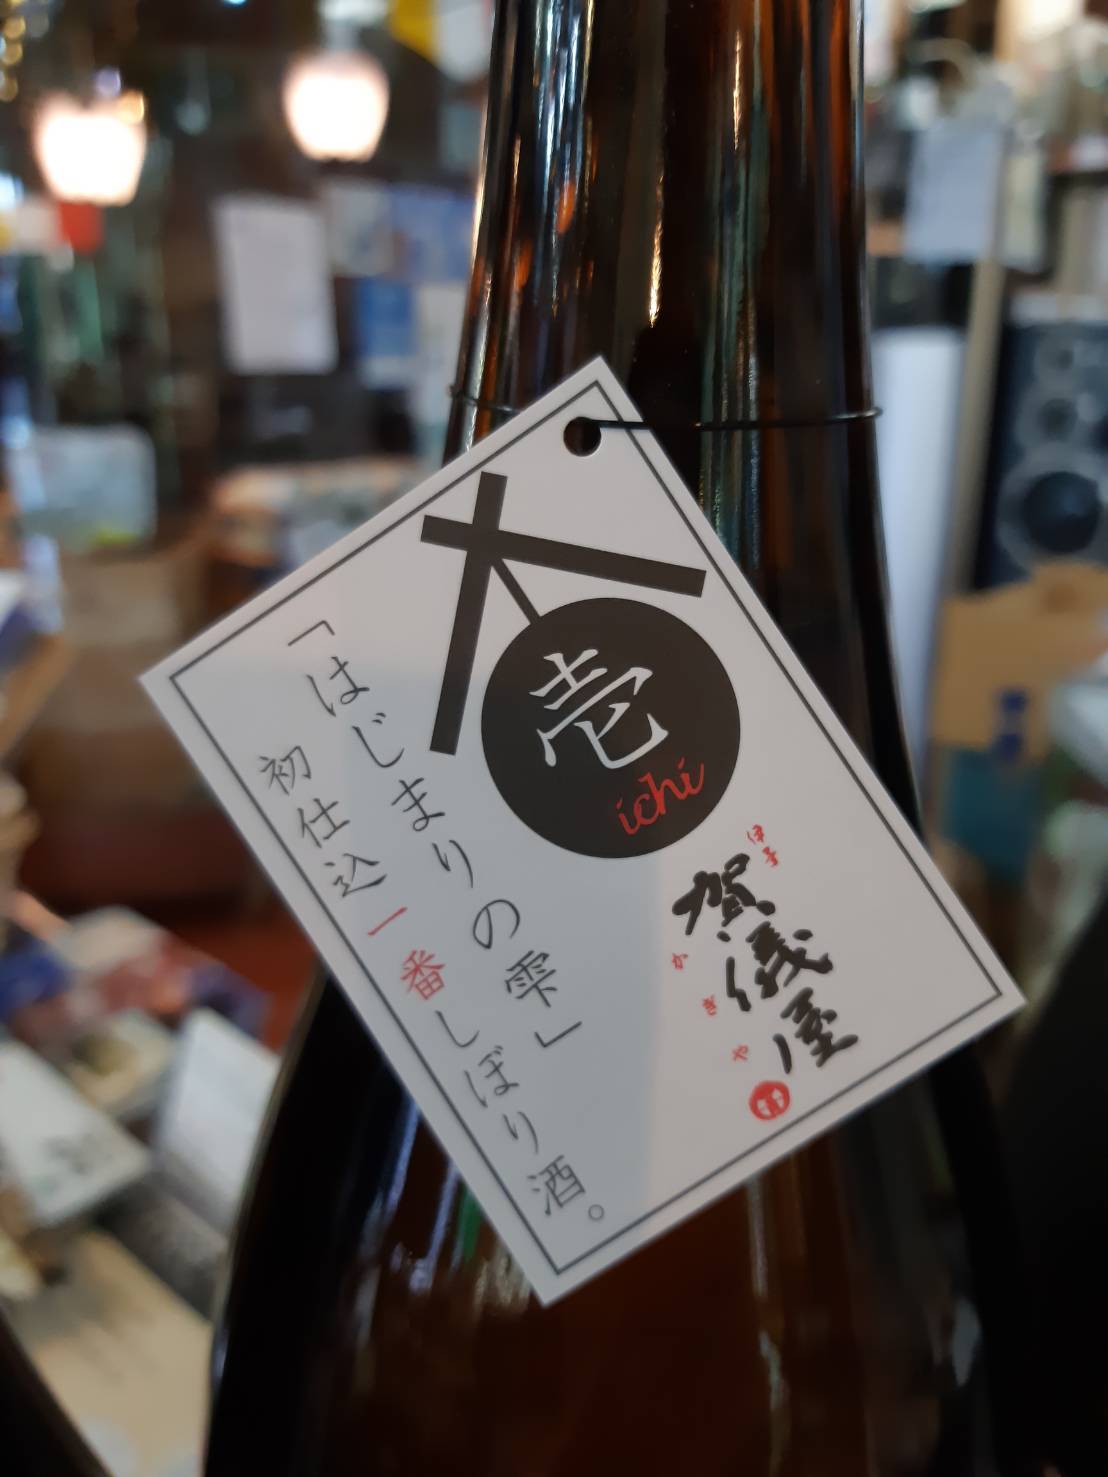 壱
ichi
伊予
賀儀屋
かぎや
「はじまりの雫」
初仕込一番しぼり酒。